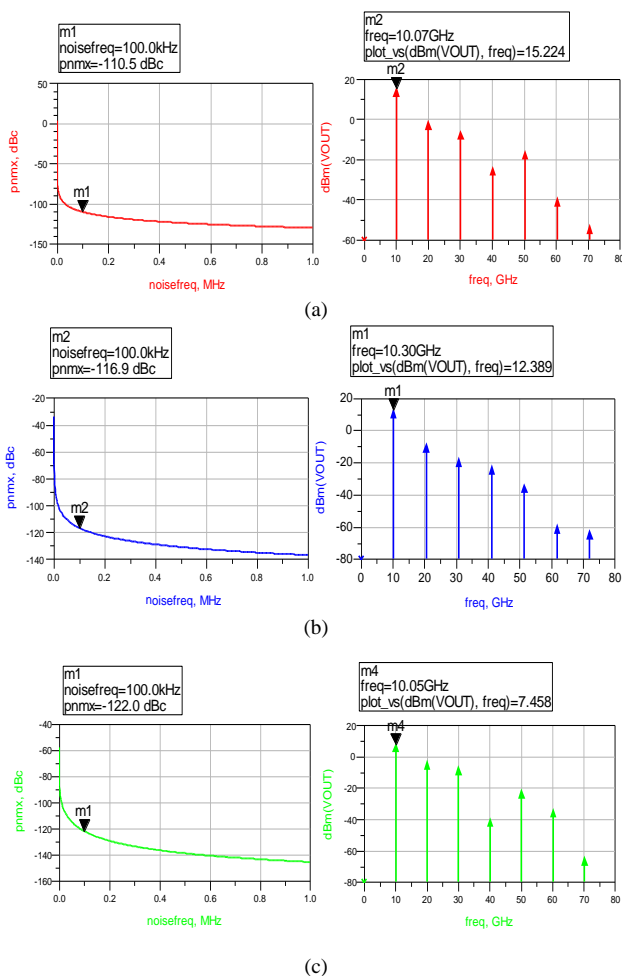 m1
noisefreq=100.0kHz
pnmx=-110.5 dBc
m2
freq=10.07GHz
plot_vs(dBm(VOUT), freq)=15.224
50
0
-50
-100
-150
pnmx, dBc
m1
0.0 0.2 0.4 0.6 0.8 1.0
noisefreq, MHz
20
0
-20
-40
-60
dBm(VOUT)
m2
0 10 20 30 40 50 60 70 80
freq, GHz
(a)
m2
noisefreq=100.0kHz
pnmx=-116.9 dBc
m1
freq=10.30GHz
plot_vs(dBm(VOUT), freq)=12.389
-20
-40
-60
-80
-100
-120
-140
pnmx, dBc
m2
0.0 0.2 0.4 0.6 0.8 1.0
noisefreq, MHz
20
0
-20
-40
-60
-80
dBm(VOUT)
m1
0 10 20 30 40 50 60 70 80
freq, GHz
(b)
m1
noisefreq=100.0kHz
pnmx=-122.0 dBc
m4
freq=10.05GHz
plot_vs(dBm(VOUT), freq)=7.458
-40
-60
-80
-100
-120
-140
-160
pnmx, dBc
m1
0.0 0.2 0.4 0.6 0.8 1.0
noisefreq, MHz
20
0
-20
-40
-60
-80
dBm(VOUT)
m4
0 10 20 30 40 50 60 70 80
freq, GHz
(c)